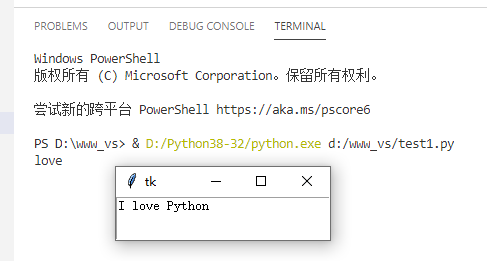 PROBLEMS OUTPUT DEBUG CONSOLE TERMINAL
Windows PowerShell
版权所有 (C) Microsoft Corporation。保留所有权利。
尝试新的跨平台 PowerShell https://aka.ms/pscore6
PS D:\www_vs> & D:/Python38-32/python.exe d:/www_vs/test1.py
love
tk
I love Python